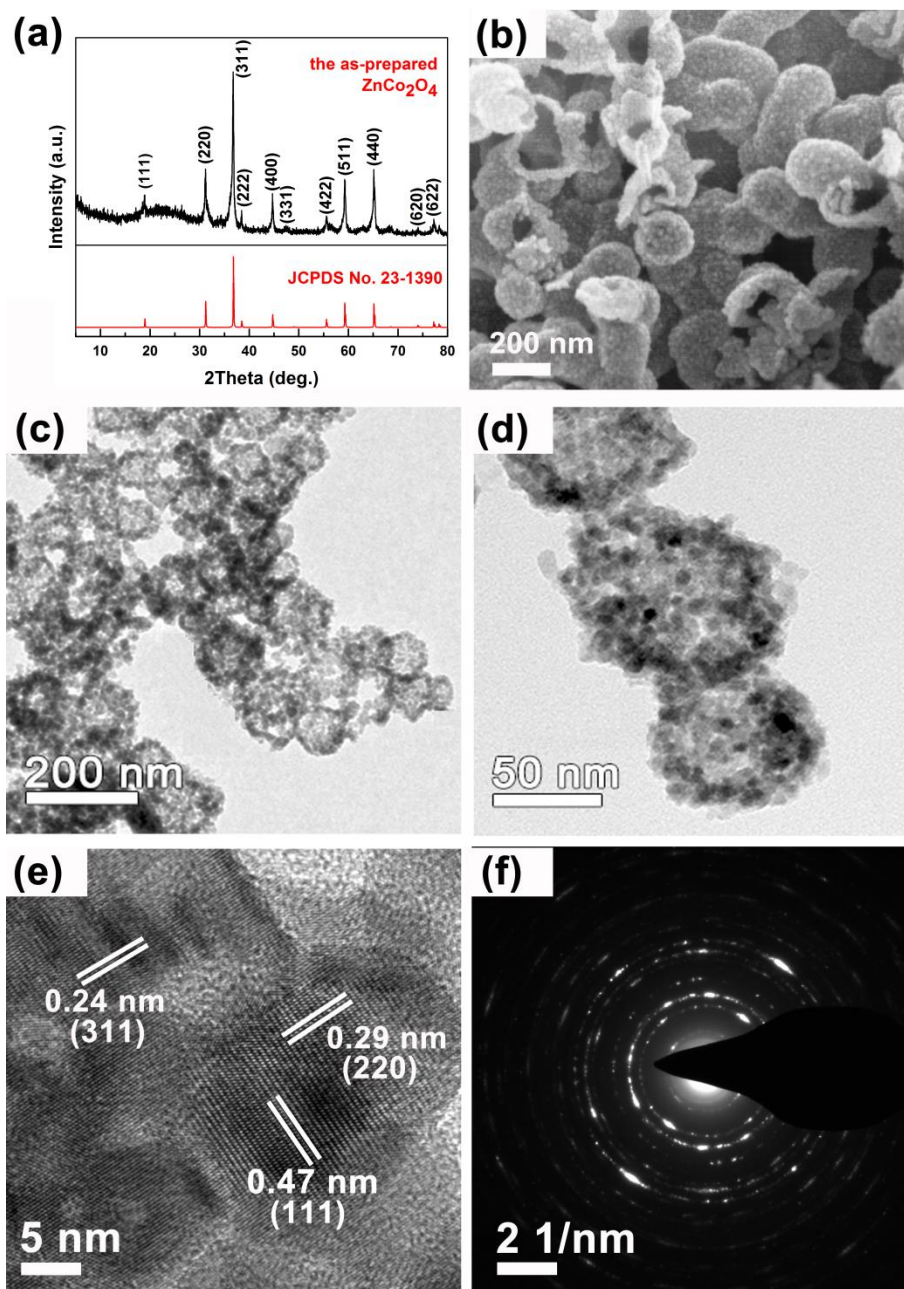 (a)
the as-prepared
ZnCo₂O₄
(111)
(220)
(311)
(222)
(400)
(331)
(422)
(511)
(440)
(620)
(622)
Intensity (a.u.)
JCPDS No. 23-1390
10 20 30 40 50 60 70 80
2Theta (deg.)
(b)
200 nm
(c)
200 nm
(d)
50 nm
(e)
0.24 nm
(311)
0.29 nm
(220)
0.47 nm
(111)
5 nm
(f)
2 1/nm